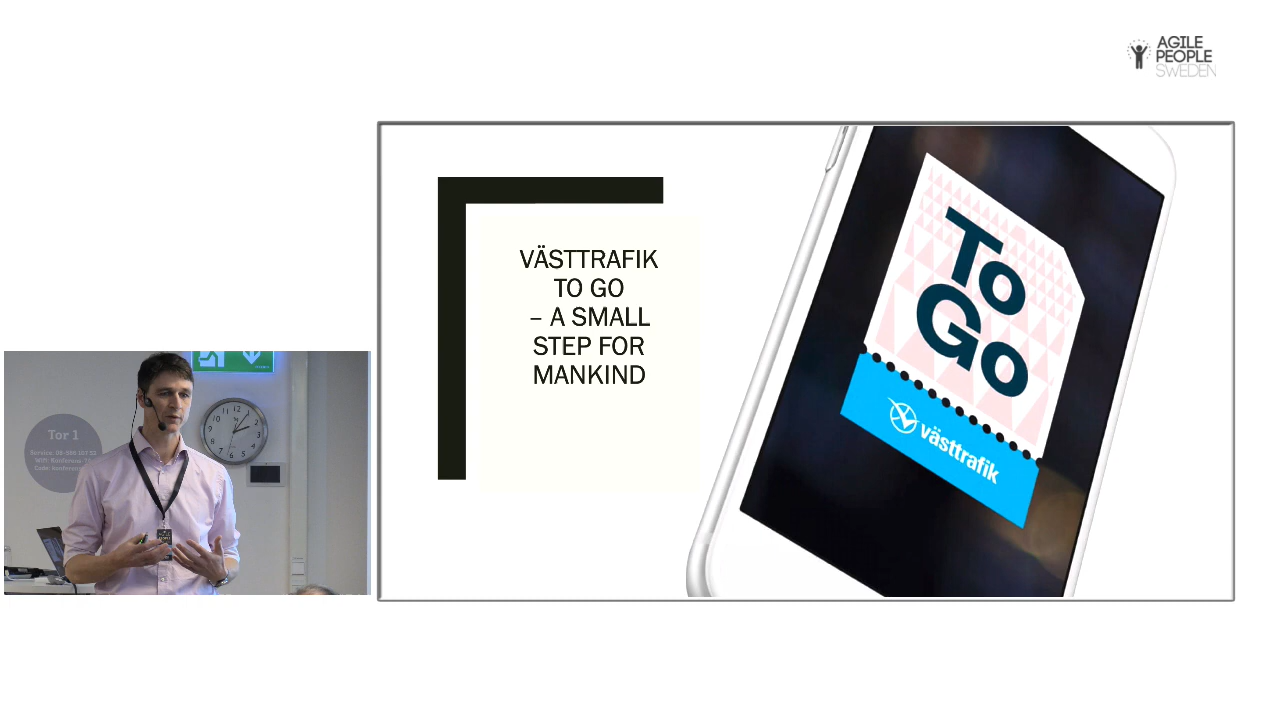 AGILE
PEOPLE
SWEDEN
VÄSTTRAFIK
TO GO
– A SMALL
STEP FOR
MANKIND
To
Go
västtrafik
Tor 1